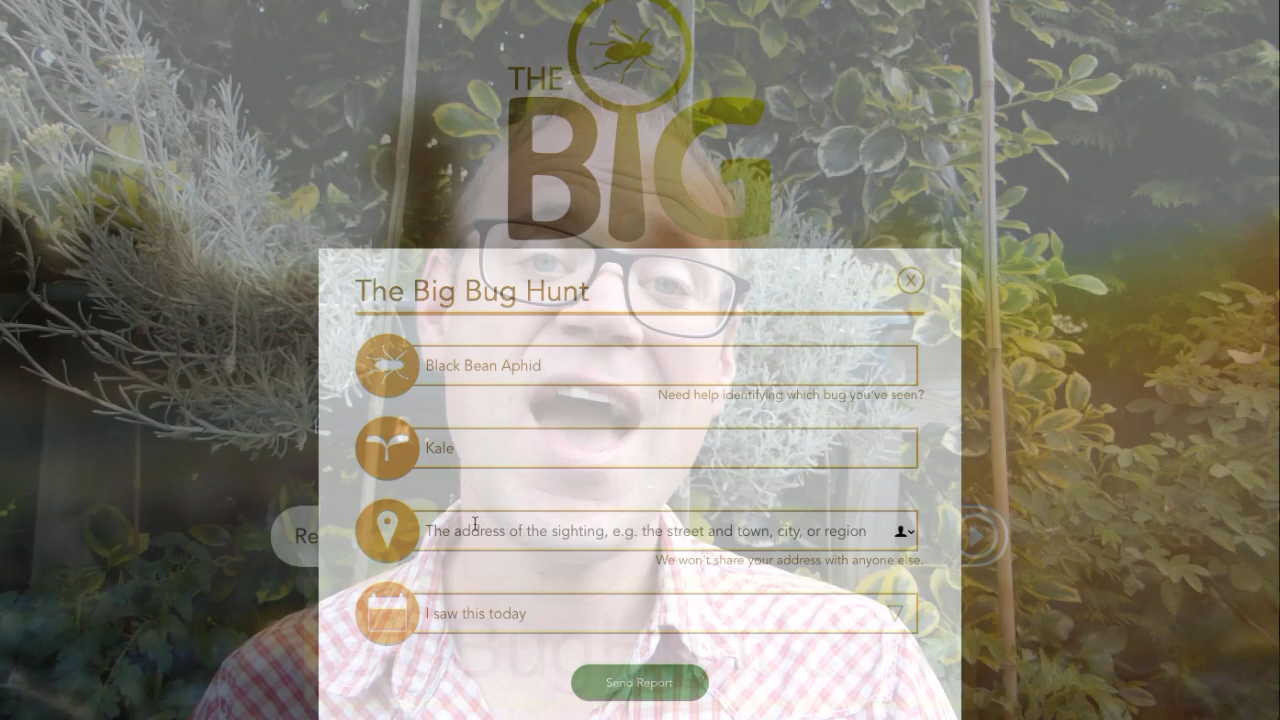 THE
BIG
The Big Bug Hunt
X
Black Bean Aphid
Need help identifying which bug you've seen?
Kale
The address of the sighting, e.g. the street and town, city, or region
We won't share your address with anyone else.
I saw this today
Send Report